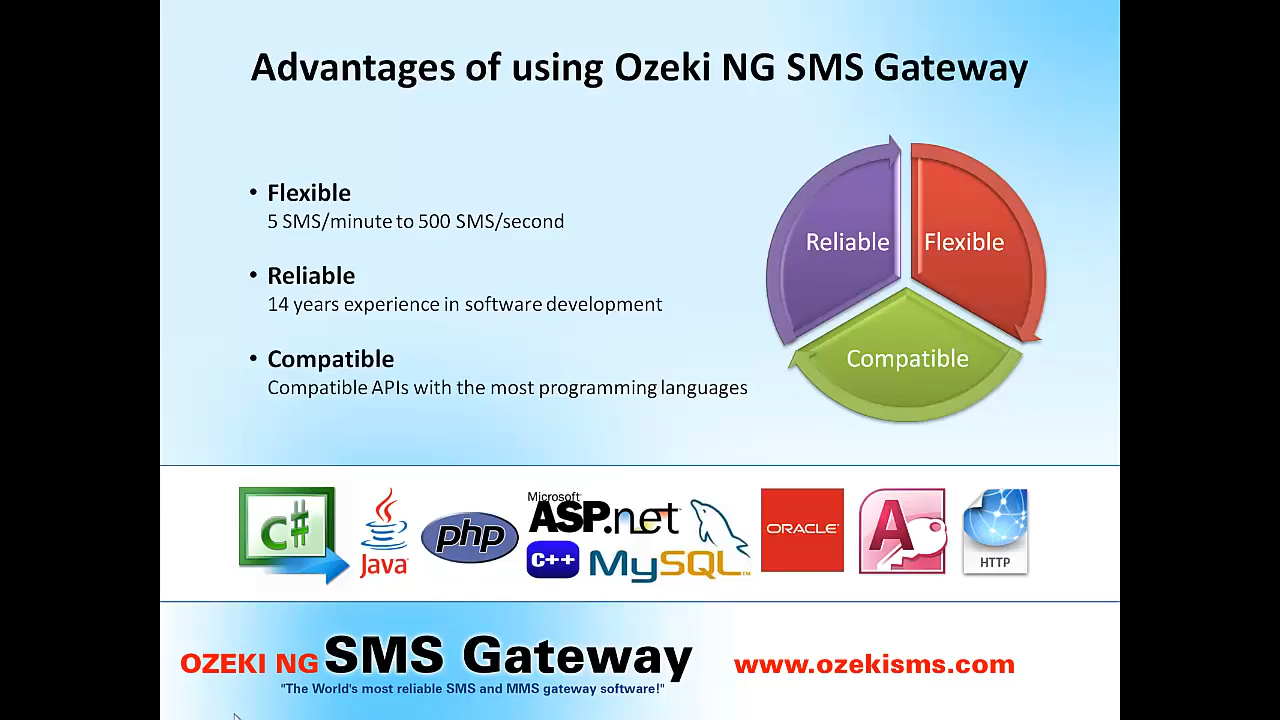 Advantages of using Ozeki NG SMS Gateway
• Flexible
5 SMS/minute to 500 SMS/second
• Reliable
14 years experience in software development
• Compatible
Compatible APIs with the most programming languages
Reliable
Flexible
Compatible
C#
Java
php
Microsoft
ASP.net
C++
MySQL™
ORACLE®
A
HTTP
OZEKI NG SMS Gateway
"The World's most reliable SMS and MMS gateway software!"
www.ozekisms.com